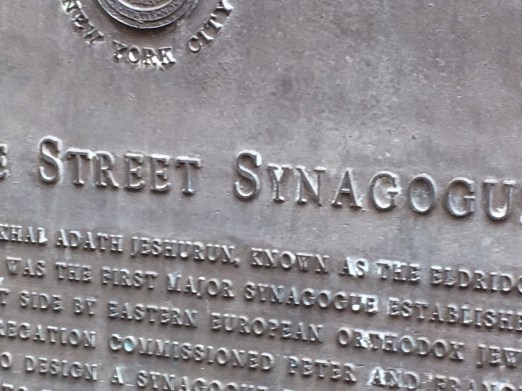 NEW YORK CITY
E STREET SYNAGOGU
KHAL ADATH JESHURUN, KNOWN AS THE ELDRIDG
WAS THE FIRST MAJOR SYNAGOGUE ESTABLISHE
T SIDE BY EASTERN EUROPEAN ORTHODOX JEW
REGATION COMMISSIONED PETER AND FRANCIS
O DESIGN A SYNAGOGUE